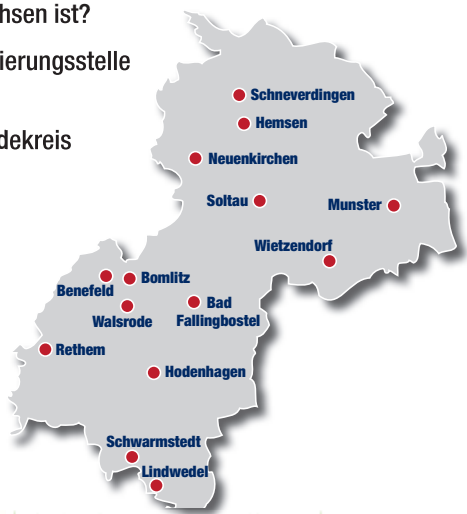 hsen ist?
ierungsstelle
dekreis
Schneverdingen
Hemsen
Neuenkirchen
Soltau
Munster
Wietzendorf
Bomlitz
Benefeld
Bad
Fallingbostel
Walsrode
Rethem
Hodenhagen
Schwarmstedt
Lindwedel